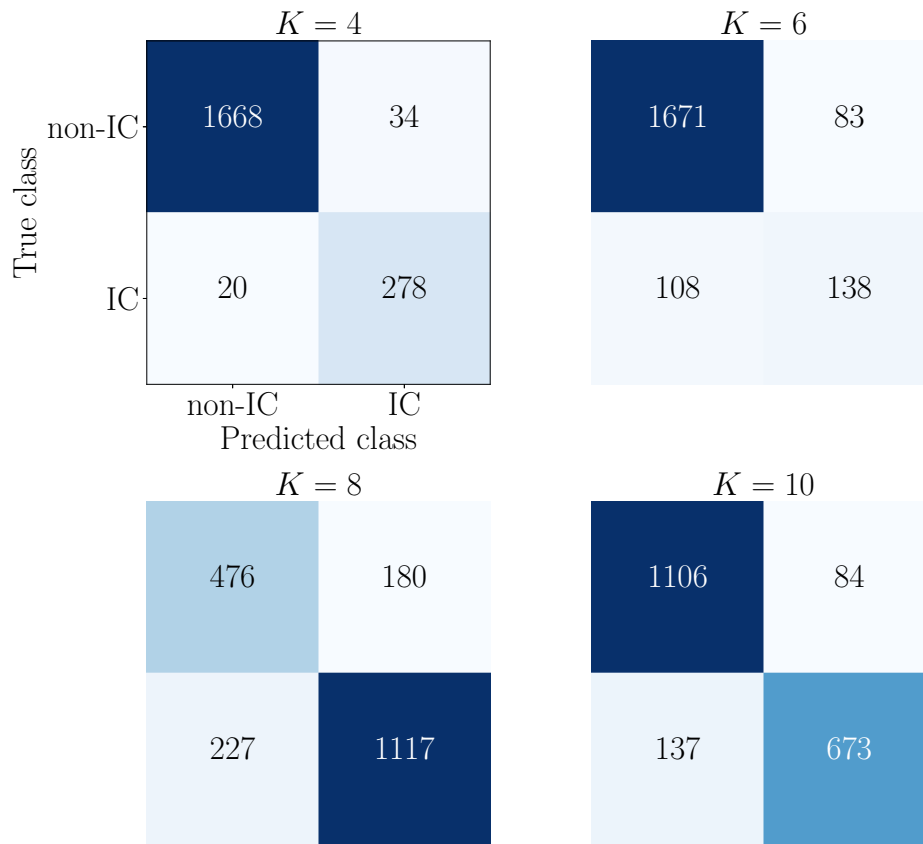 K = 4
K = 6
True class
non-IC
1668 34
1671 83
IC
20 278
108 138
non-IC IC
Predicted class
K = 8
K = 10
476 180
1106 84
227 1117
137 673